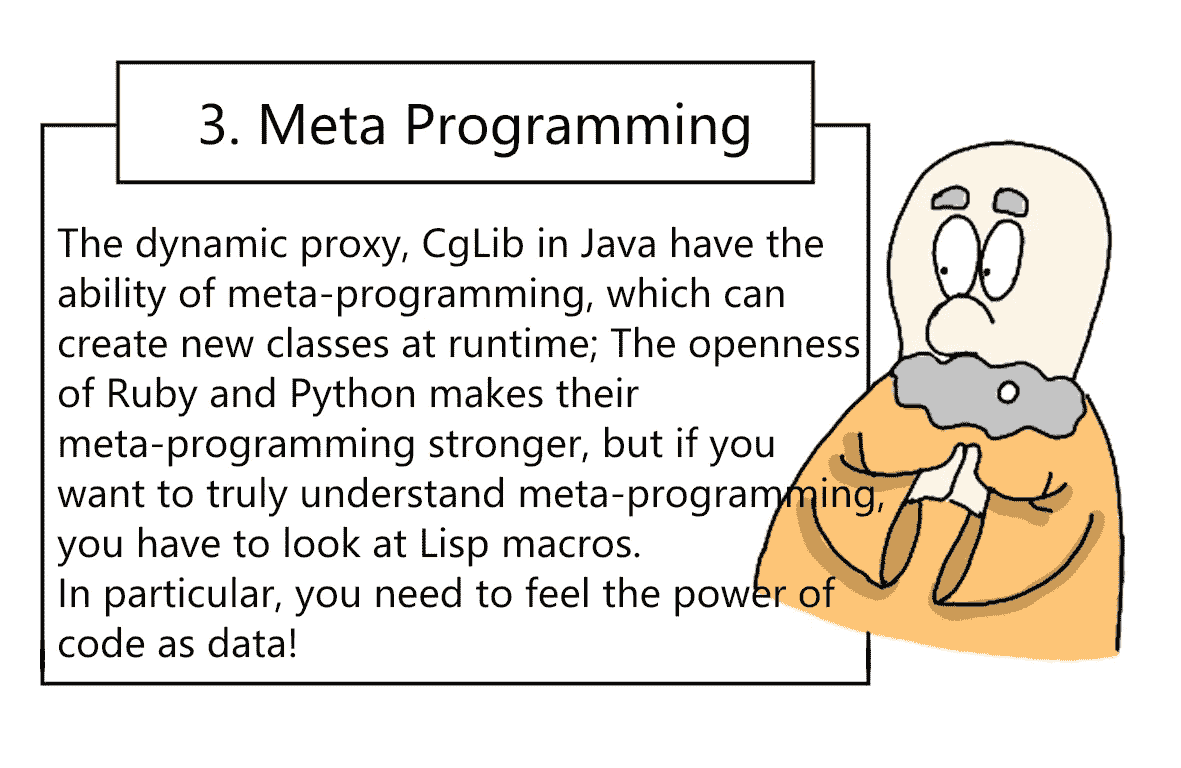 3. Meta Programming
The dynamic proxy, CgLib in Java have the
ability of meta-programming, which can
create new classes at runtime; The openness
of Ruby and Python makes their
meta-programming stronger, but if you
want to truly understand meta-programming,
you have to look at Lisp macros.
In particular, you need to feel the power of
code as data!